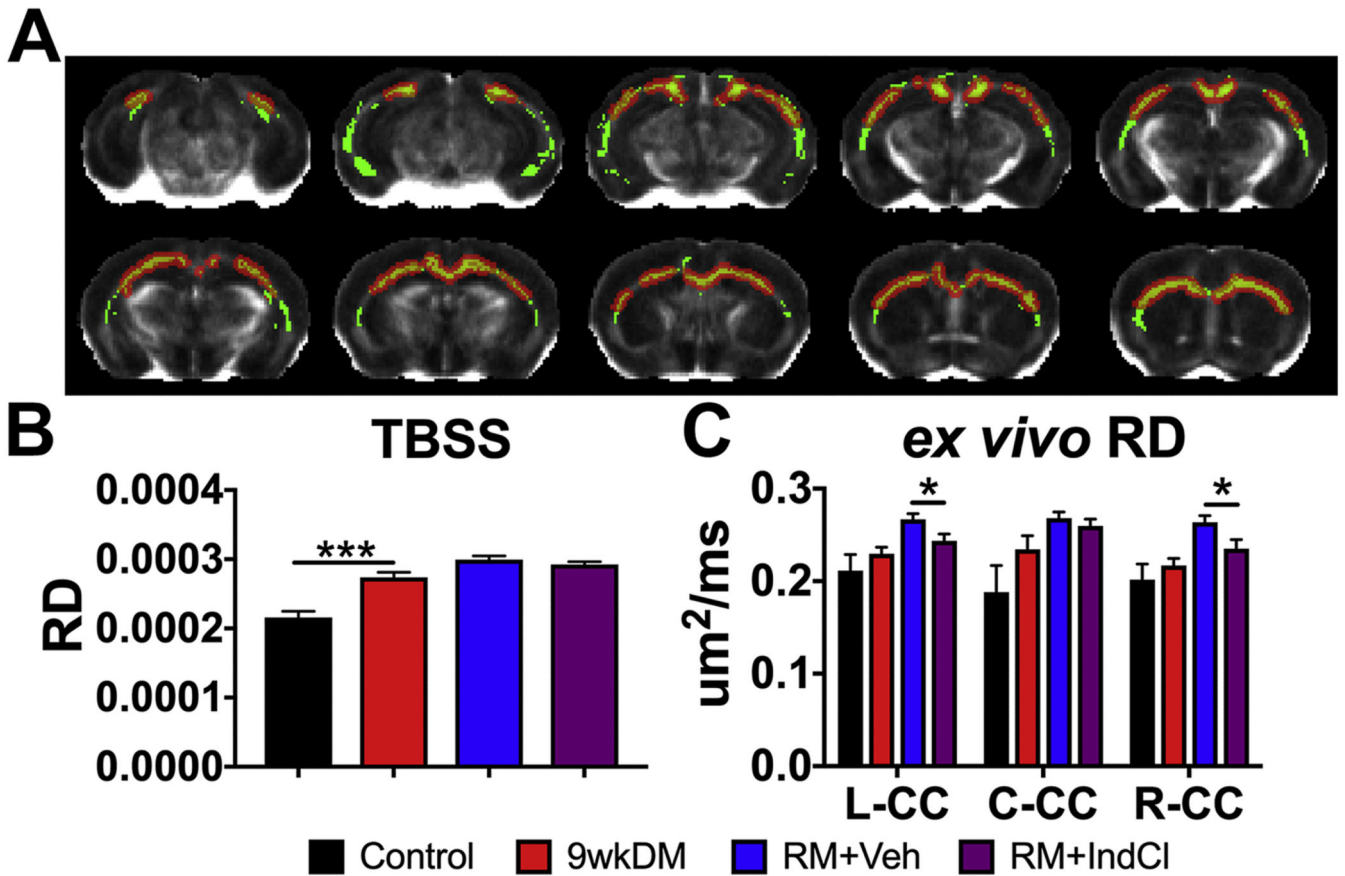 A
B
TBSS
0.0004
0.0003
0.0002
0.0001
0.0000
RD
***
C
ex vivo RD
0.3
0.2
0.1
0.0
um²/ms
*
*
L-CC C-CC R-CC
Control 9wkDM RM+Veh RM+IndCl